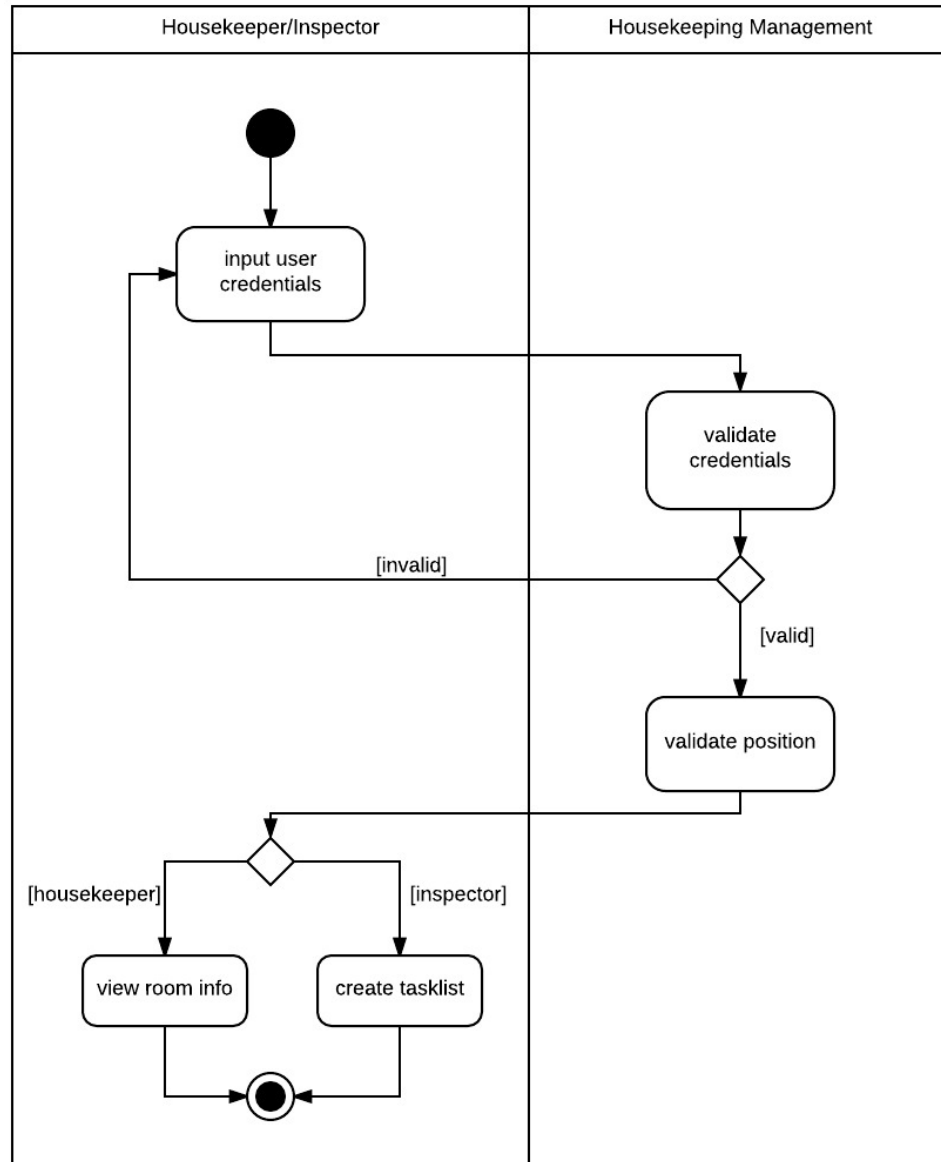 Housekeeper/Inspector
Housekeeping Management
input user
credentials
validate
credentials
[invalid]
[valid]
validate position
[housekeeper]
[inspector]
view room info
create tasklist